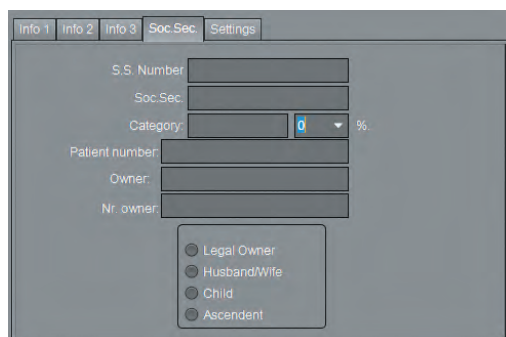 Info 1 Info 2 Info 3 Soc.Sec. Settings
S.S. Number
Soc.Sec.
Category: 0 %.
Patient number:
Owner:
Nr. owner:
Legal Owner
Husband/Wife
Child
Ascendent